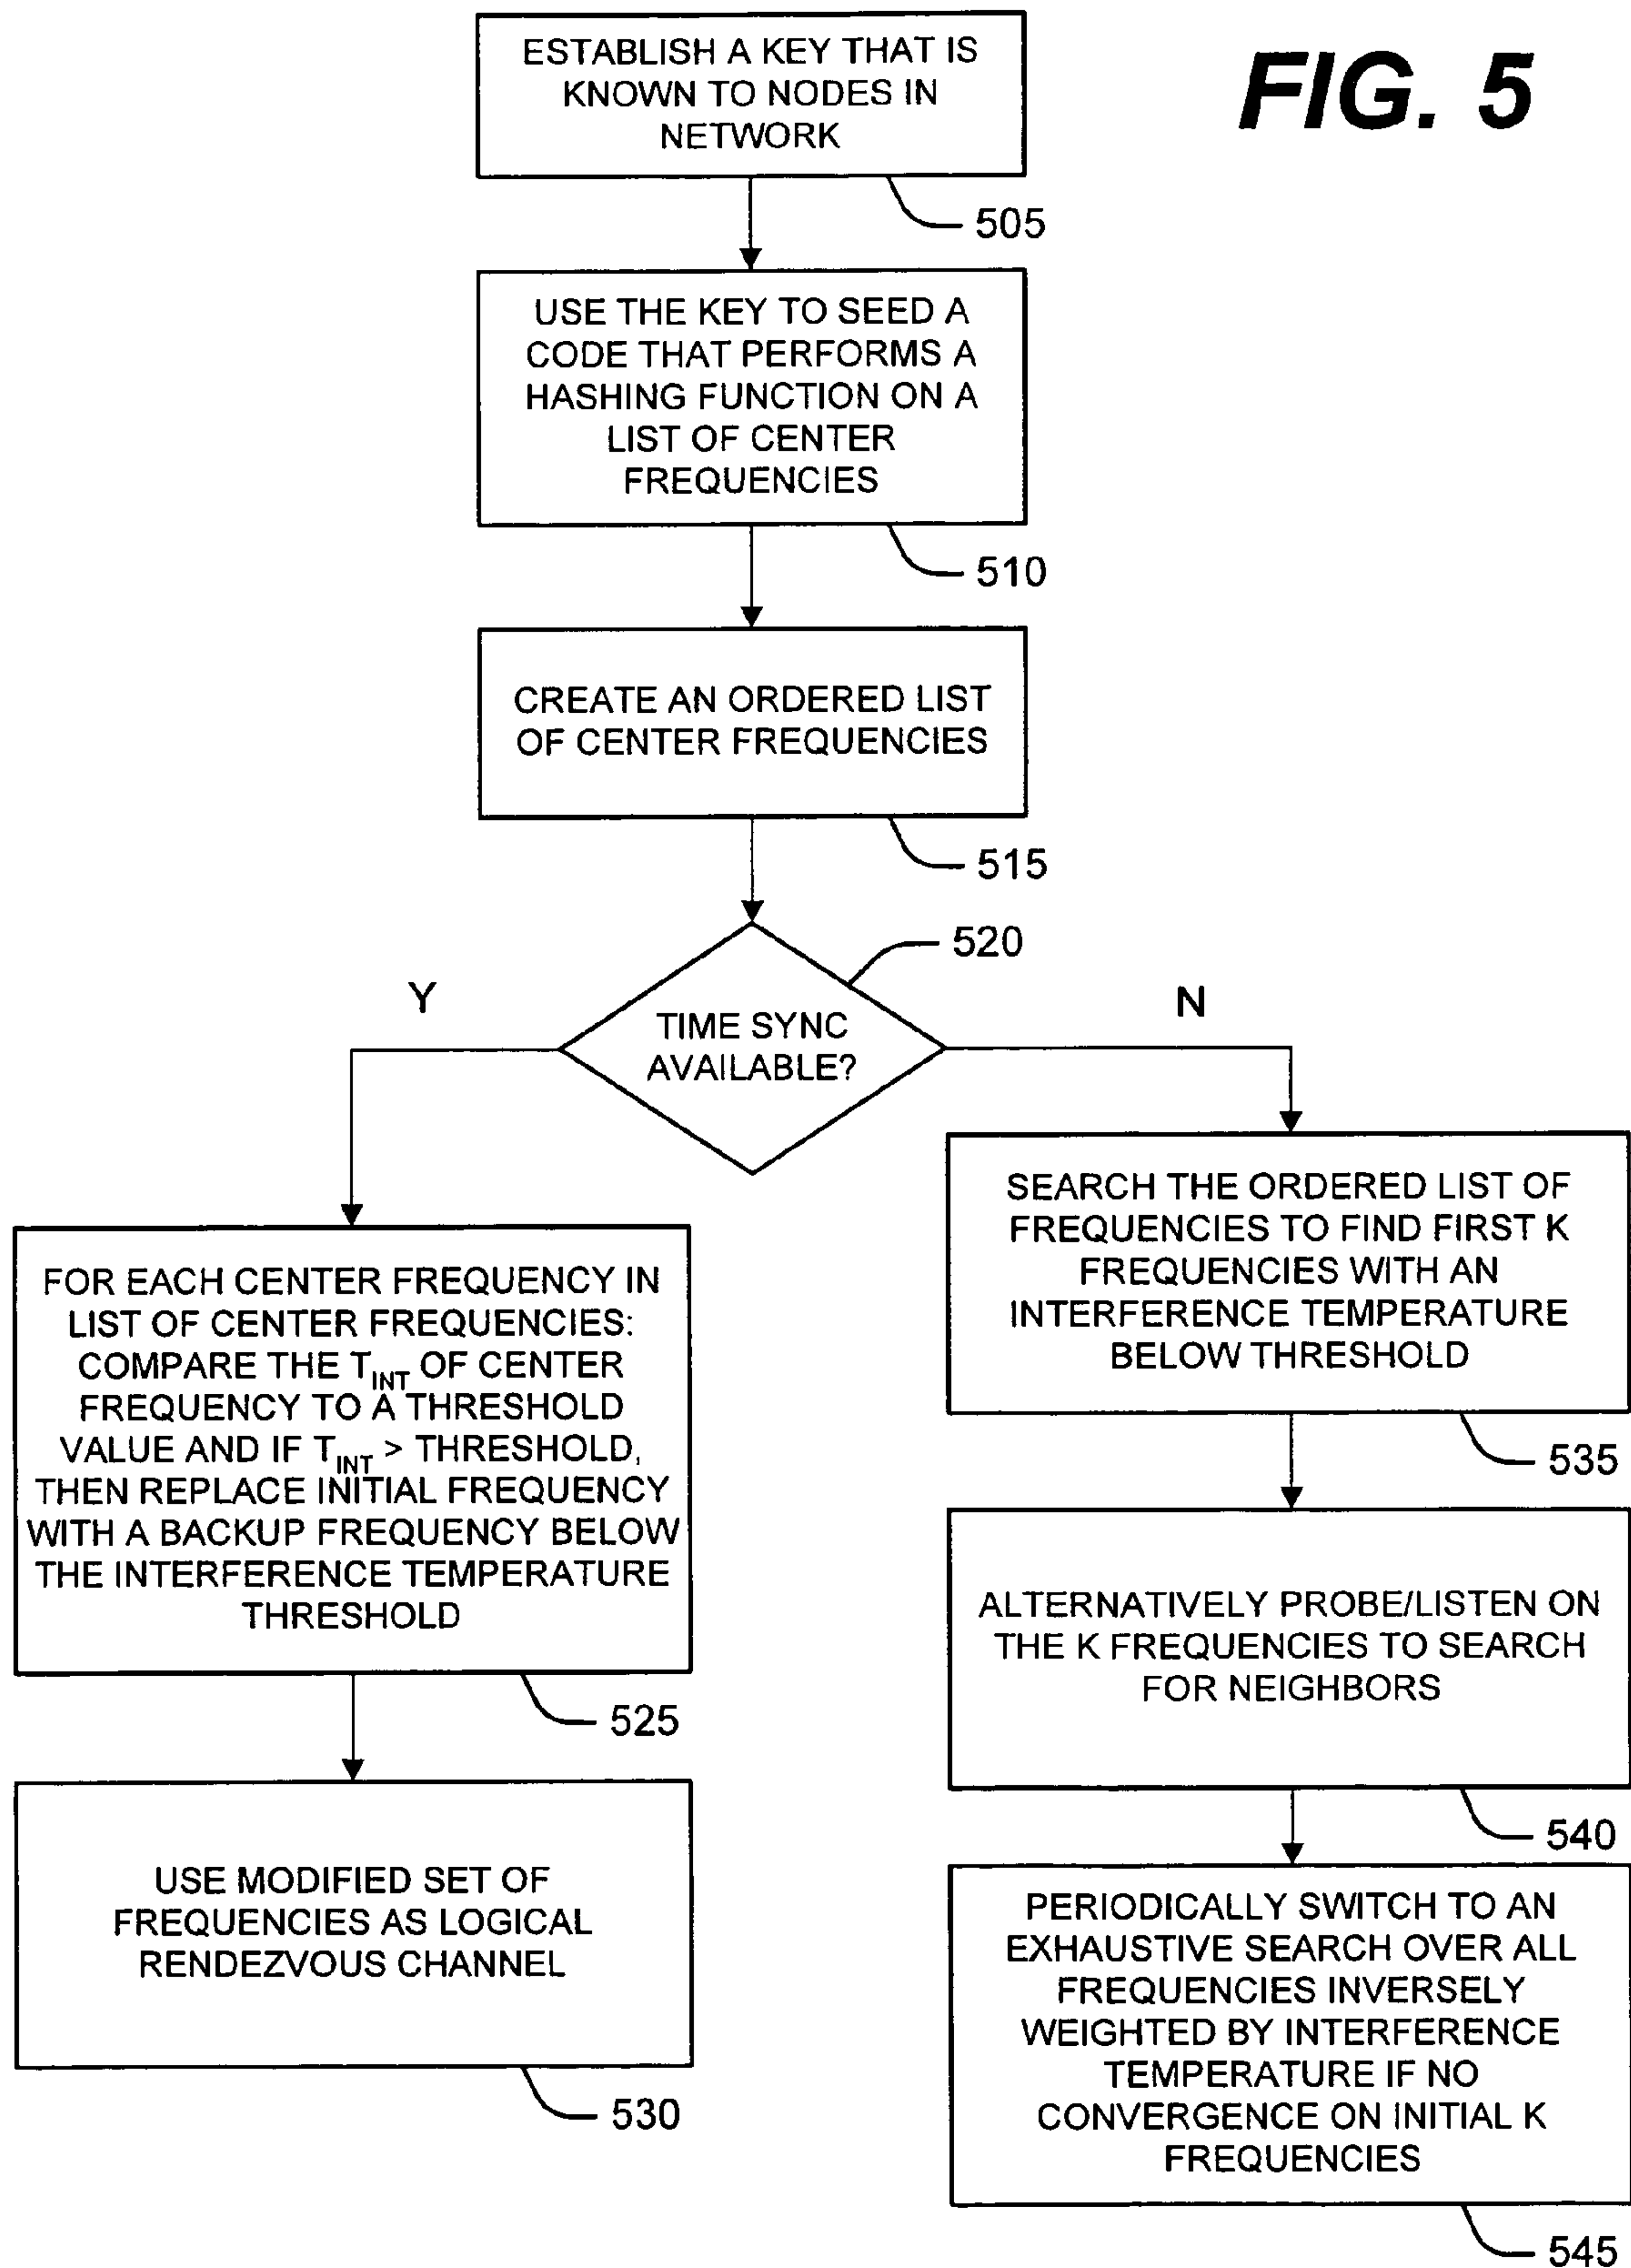 FIG. 5
ESTABLISH A KEY THAT IS
KNOWN TO NODES IN
NETWORK
505
USE THE KEY TO SEED A
CODE THAT PERFORMS A
HASHING FUNCTION ON A
LIST OF CENTER
FREQUENCIES
510
CREATE AN ORDERED LIST
OF CENTER FREQUENCIES
515
520
TIME SYNC
AVAILABLE?
Y
N
FOR EACH CENTER FREQUENCY IN
LIST OF CENTER FREQUENCIES:
COMPARE THE TINT OF CENTER
FREQUENCY TO A THRESHOLD
VALUE AND IF TINT > THRESHOLD,
THEN REPLACE INITIAL FREQUENCY
WITH A BACKUP FREQUENCY BELOW
THE INTERFERENCE TEMPERATURE
THRESHOLD
525
USE MODIFIED SET OF
FREQUENCIES AS LOGICAL
RENDEZVOUS CHANNEL
530
SEARCH THE ORDERED LIST OF
FREQUENCIES TO FIND FIRST K
FREQUENCIES WITH AN
INTERFERENCE TEMPERATURE
BELOW THRESHOLD
535
ALTERNATIVELY PROBE/LISTEN ON
THE K FREQUENCIES TO SEARCH
FOR NEIGHBORS
540
PERIODICALLY SWITCH TO AN
EXHAUSTIVE SEARCH OVER ALL
FREQUENCIES INVERSELY
WEIGHTED BY INTERFERENCE
TEMPERATURE IF NO
CONVERGENCE ON INITIAL K
FREQUENCIES
545